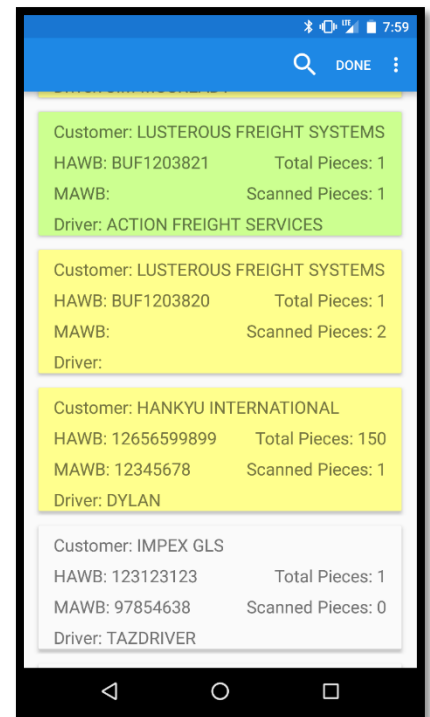 LTE 7:59
DONE
Customer: LUSTEROUS FREIGHT SYSTEMS
HAWB: BUF1203821 Total Pieces: 1
MAWB: Scanned Pieces: 1
Driver: ACTION FREIGHT SERVICES
Customer: LUSTEROUS FREIGHT SYSTEMS
HAWB: BUF1203820 Total Pieces: 1
MAWB: Scanned Pieces: 2
Driver:
Customer: HANKYU INTERNATIONAL
HAWB: 12656599899 Total Pieces: 150
MAWB: 12345678 Scanned Pieces: 1
Driver: DYLAN
Customer: IMPEX GLS
HAWB: 123123123 Total Pieces: 1
MAWB: 97854638 Scanned Pieces: 0
Driver: TAZDRIVER